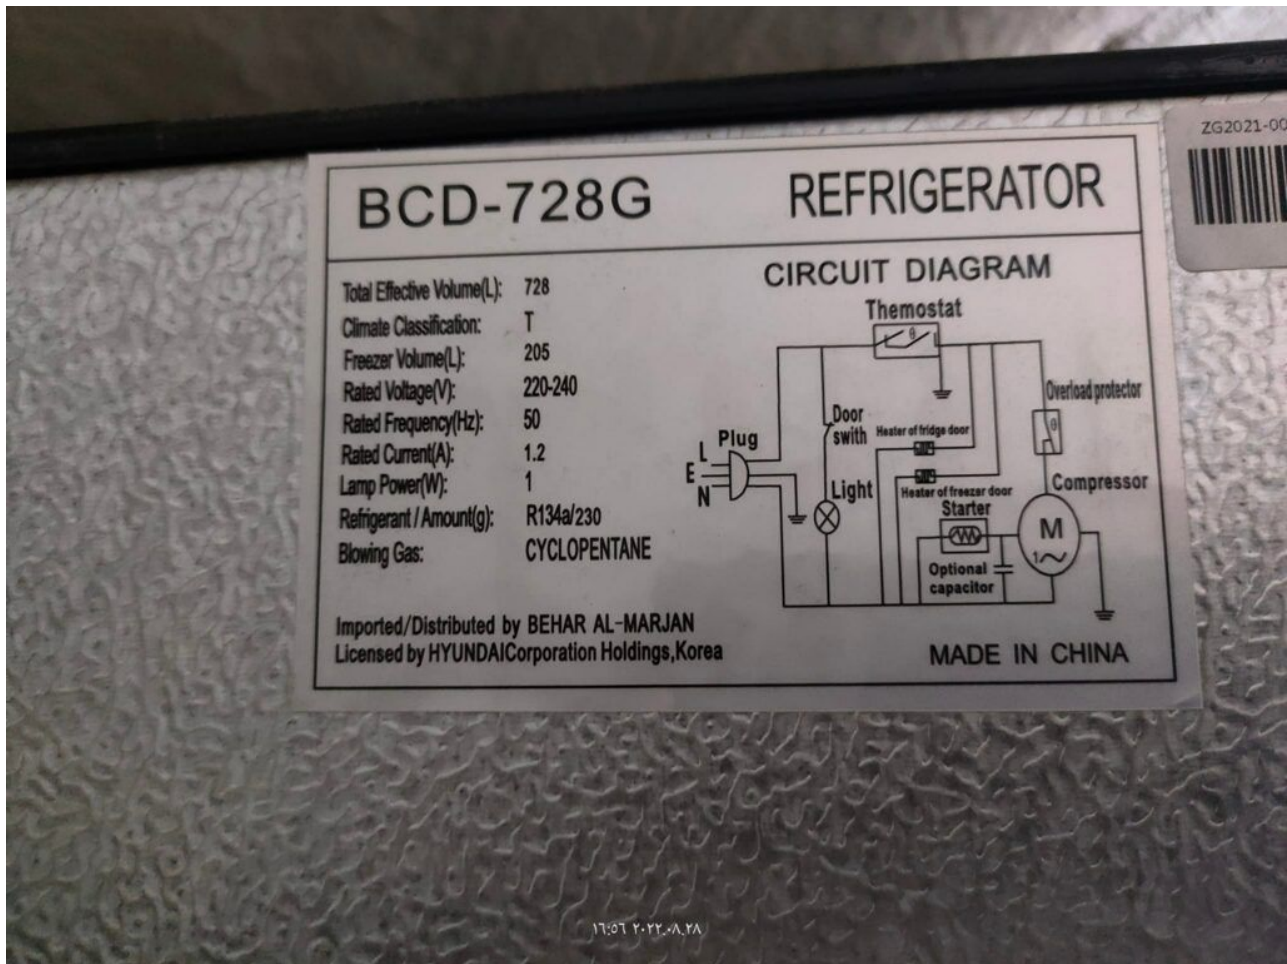 ZG2021-00
BCD-728G REFRIGERATOR
Total Effective Volume(L): 728
Climate Classification: T
Freezer Volume(L): 205
Rated Voltage(V): 220-240
Rated Frequency(Hz): 50
Rated Current(A): 1.2
Lamp Power(W): 1
Refrigerant / Amount(g): R134a/230
Blowing Gas: CYCLOPENTANE
Imported/Distributed by BEHAR AL-MARJAN
Licensed by HYUNDAICorporation Holdings,Korea
CIRCUIT DIAGRAM
Themostat
θ
Overload protector
θ
Door
swith
Heater of fridge door
Plug
L
E
N
Light
Heater of freezer door
Compressor
Starter
M
1~
Optional
capacitor
MADE IN CHINA
١٦:٥٦ ٢٠٢٢.٠٨.٢٨